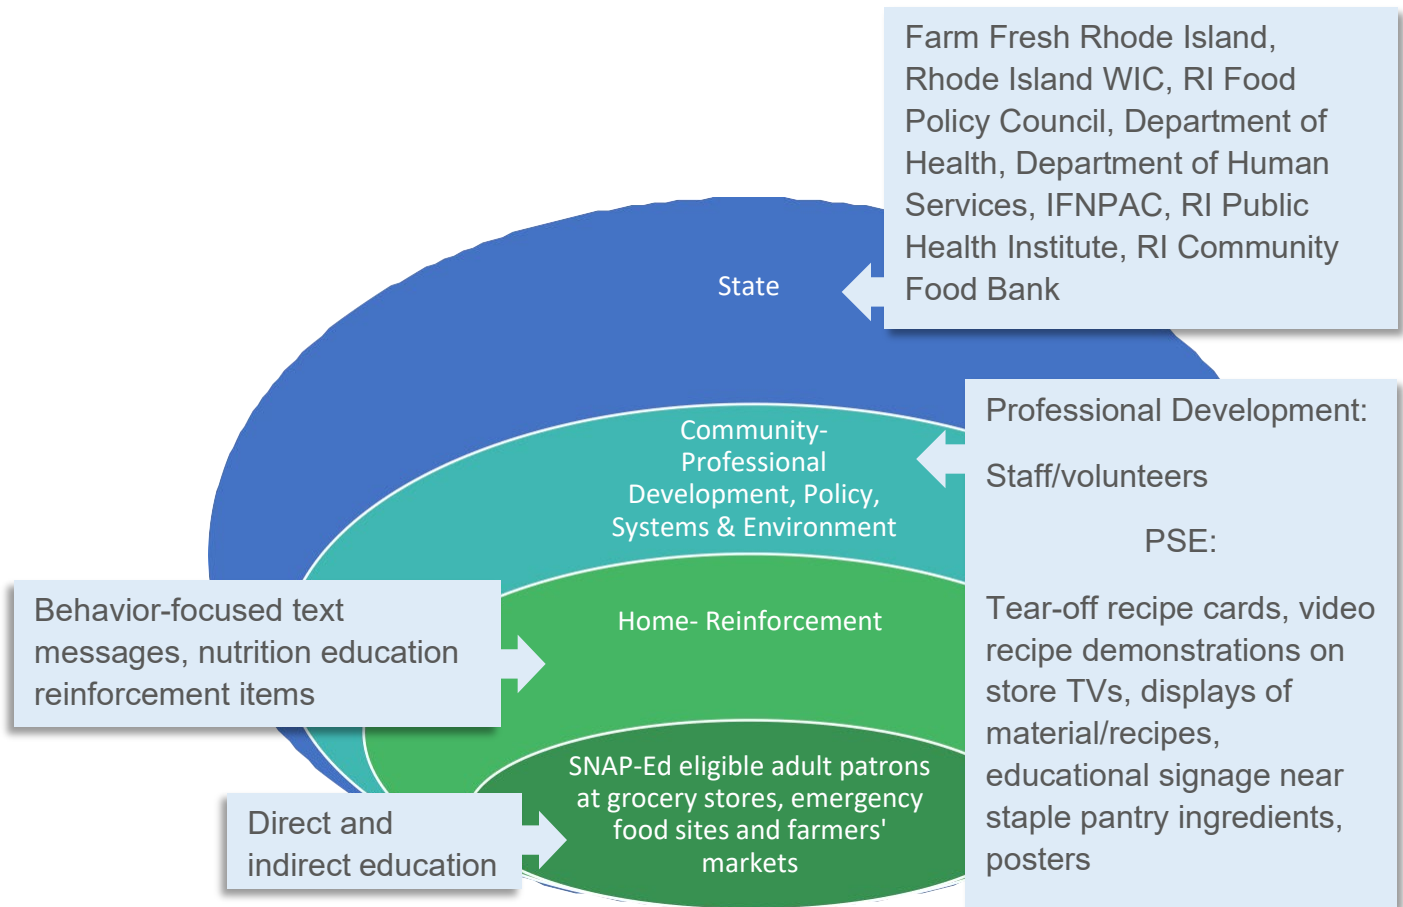 Farm Fresh Rhode Island,
Rhode Island WIC, RI Food
Policy Council, Department of
Health, Department of Human
Services, IFNPAC, RI Public
Health Institute, RI Community
Food Bank
State
Community-
Professional
Development, Policy,
Systems & Environment
Professional Development:
Staff/volunteers
PSE:
Tear-off recipe cards, video
recipe demonstrations on
store TVs, displays of
material/recipes,
educational signage near
staple pantry ingredients,
posters
Behavior-focused text
messages, nutrition education
reinforcement items
Home- Reinforcement
SNAP-Ed eligible adult patrons
at grocery stores, emergency
food sites and farmers'
markets
Direct and
indirect education